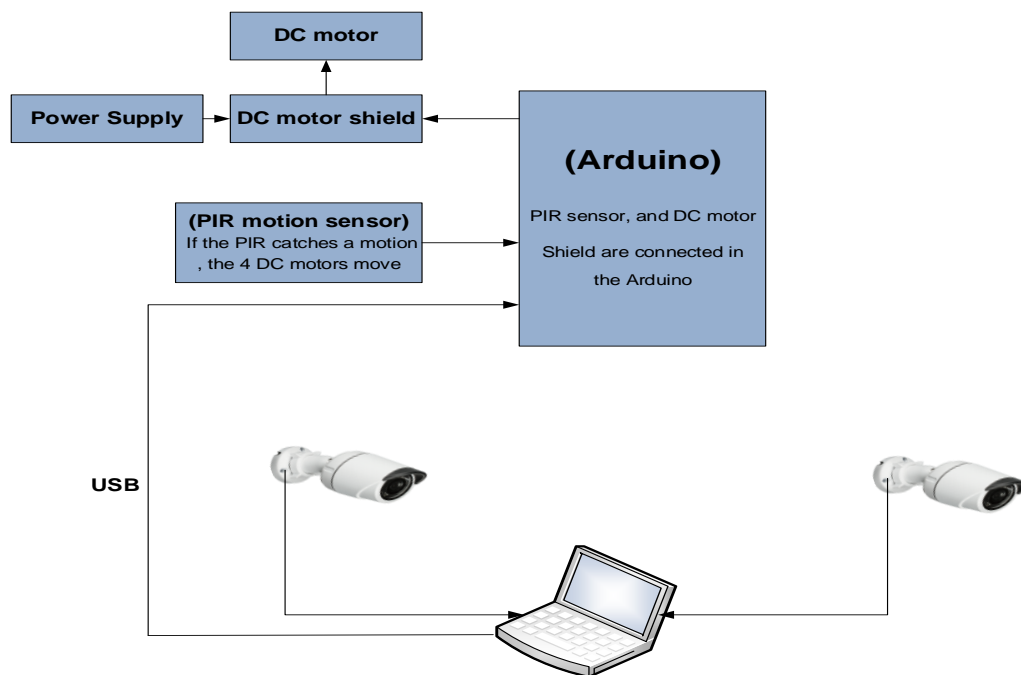 DC motor
Power Supply
DC motor shield
(Arduino)
PIR sensor, and DC motor
Shield are connected in
the Arduino
(PIR motion sensor)
If the PIR catches a motion
, the 4 DC motors move
USB